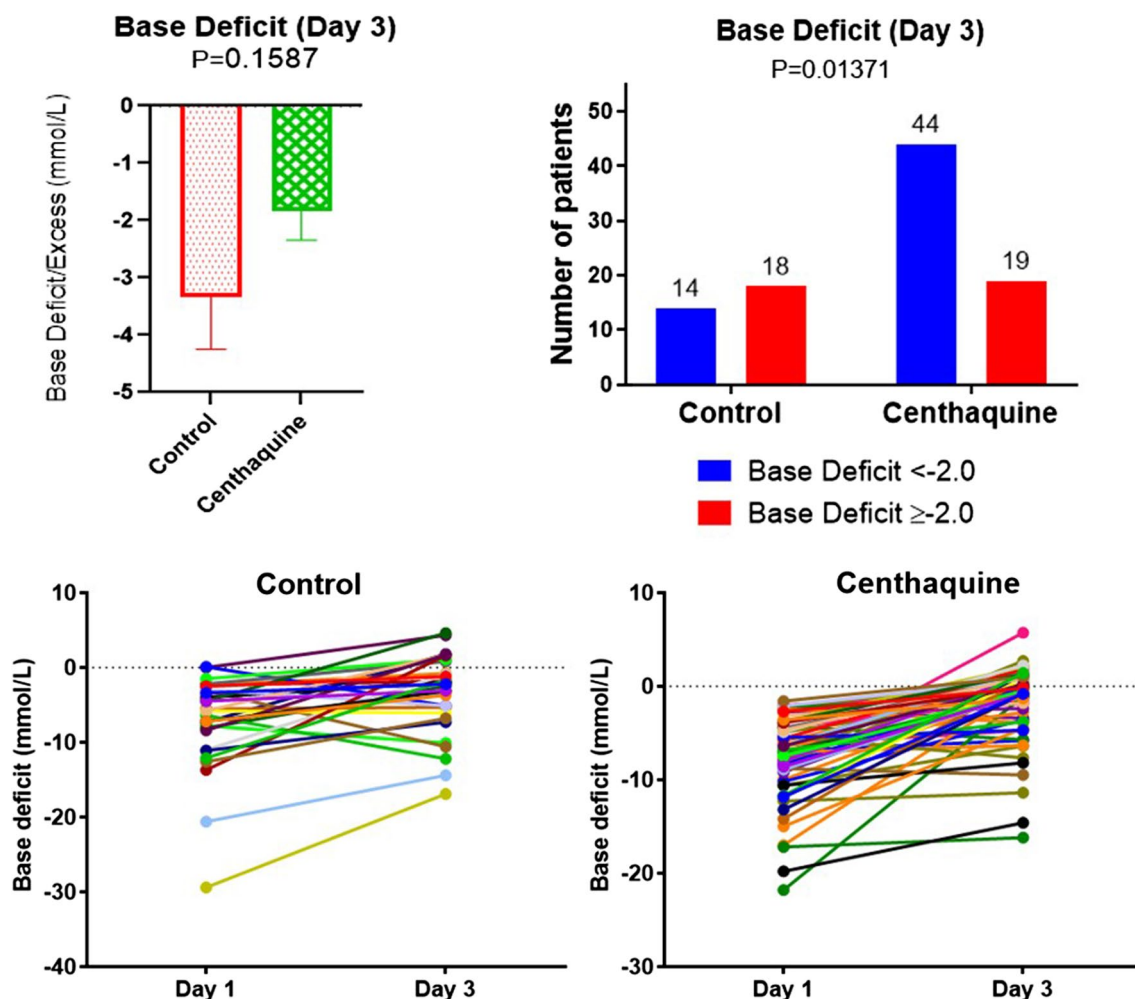 Base Deficit (Day 3)
P=0.1587
Base Deficit/Excess (mmol/L)
0
-1
-2
-3
-4
-5
Control
Centhaquine
Base Deficit (Day 3)
P=0.01371
Number of patients
50
40
30
20
10
0
14
18
44
19
Control
Centhaquine
Base Deficit <-2.0
Base Deficit ≥-2.0
Control
Base deficit (mmol/L)
10
0
-10
-20
-30
-40
Day 1
Day 3
Centhaquine
Base deficit (mmol/L)
10
0
-10
-20
-30
Day 1
Day 3